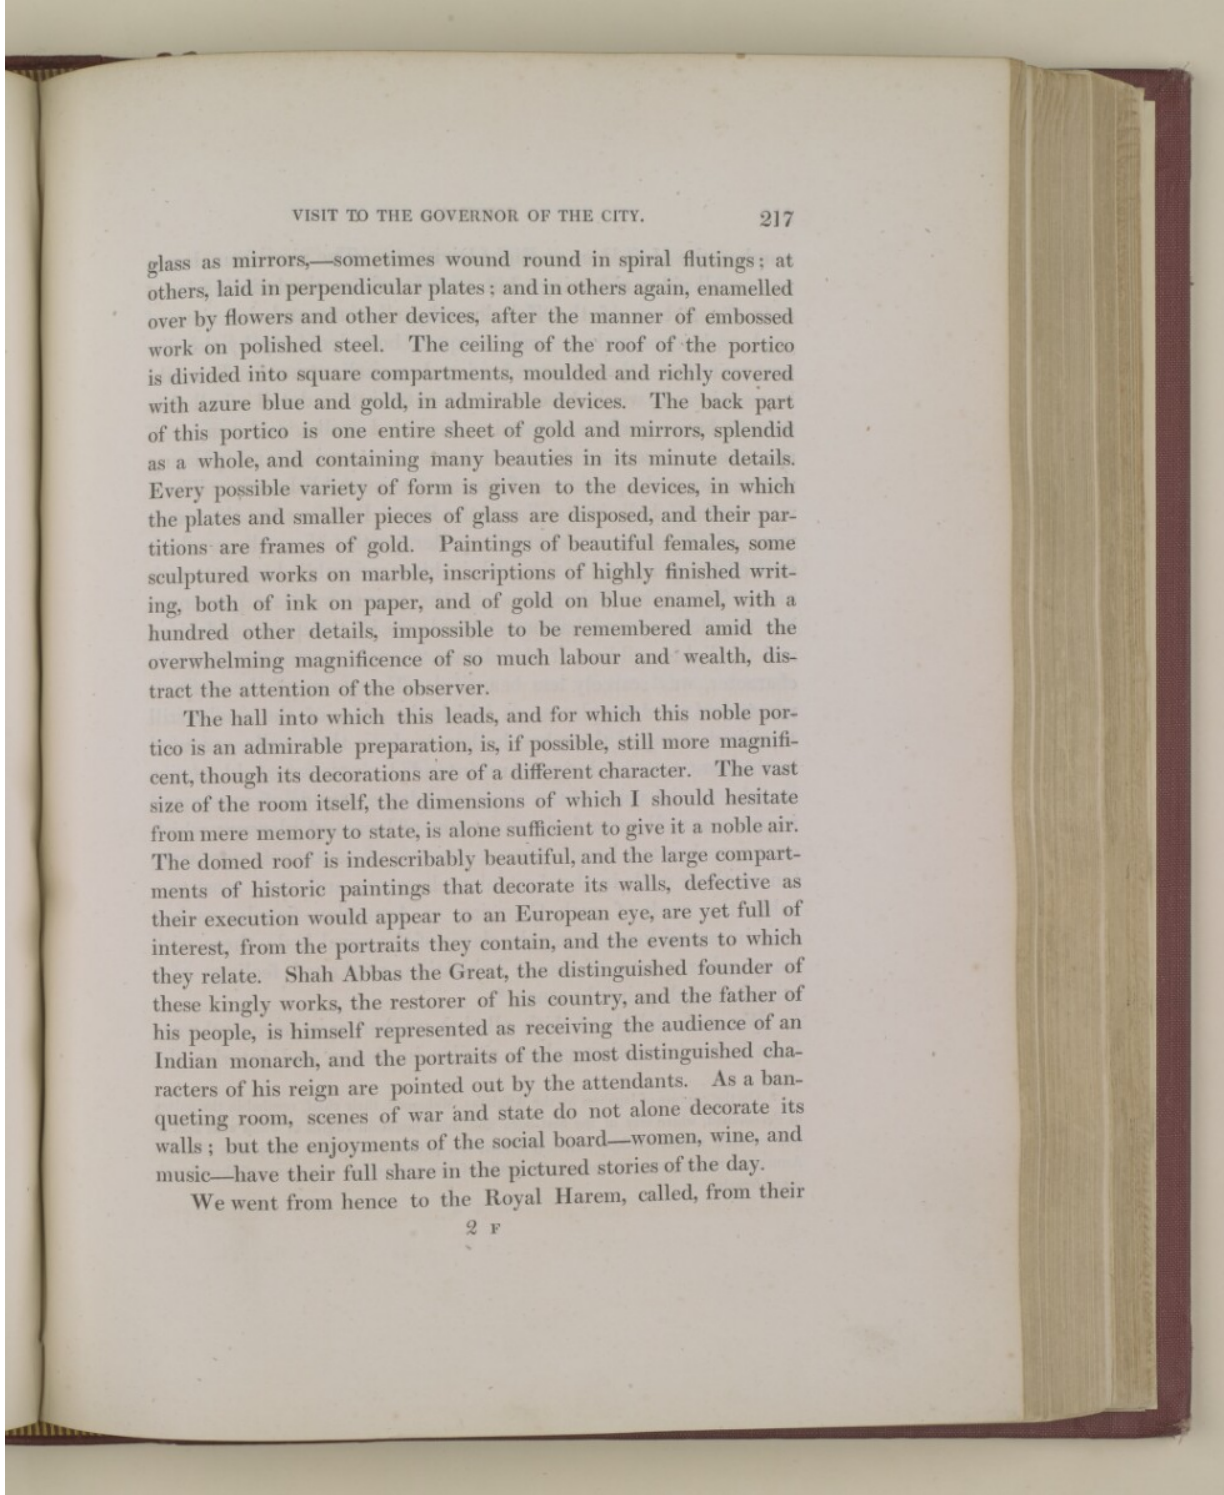 VISIT TO THE GOVERNOR OF THE CITY. 217
glass as mirrors,—sometimes wound round in spiral flutings; at
others, laid in perpendicular plates; and in others again, enamelled
over by flowers and other devices, after the manner of embossed
work on polished steel. The ceiling of the roof of the portico
is divided into square compartments, moulded and richly covered
with azure blue and gold, in admirable devices. The back part
of this portico is one entire sheet of gold and mirrors, splendid
as a whole, and containing many beauties in its minute details.
Every possible variety of form is given to the devices, in which
the plates and smaller pieces of glass are disposed, and their par-
titions are frames of gold. Paintings of beautiful females, some
sculptured works on marble, inscriptions of highly finished writ-
ing, both of ink on paper, and of gold on blue enamel, with a
hundred other details, impossible to be remembered amid the
overwhelming magnificence of so much labour and wealth, dis-
tract the attention of the observer.
The hall into which this leads, and for which this noble por-
tico is an admirable preparation, is, if possible, still more magnifi-
cent, though its decorations are of a different character. The vast
size of the room itself, the dimensions of which I should hesitate
from mere memory to state, is alone sufficient to give it a noble air.
The domed roof is indescribably beautiful, and the large compart-
ments of historic paintings that decorate its walls, defective as
their execution would appear to an European eye, are yet full of
interest, from the portraits they contain, and the events to which
they relate. Shah Abbas the Great, the distinguished founder of
these kingly works, the restorer of his country, and the father of
his people, is himself represented as receiving the audience of an
Indian monarch, and the portraits of the most distinguished cha-
racters of his reign are pointed out by the attendants. As a ban-
queting room, scenes of war and state do not alone decorate its
walls; but the enjoyments of the social board—women, wine, and
music—have their full share in the pictured stories of the day.
We went from hence to the Royal Harem, called, from their
2 F